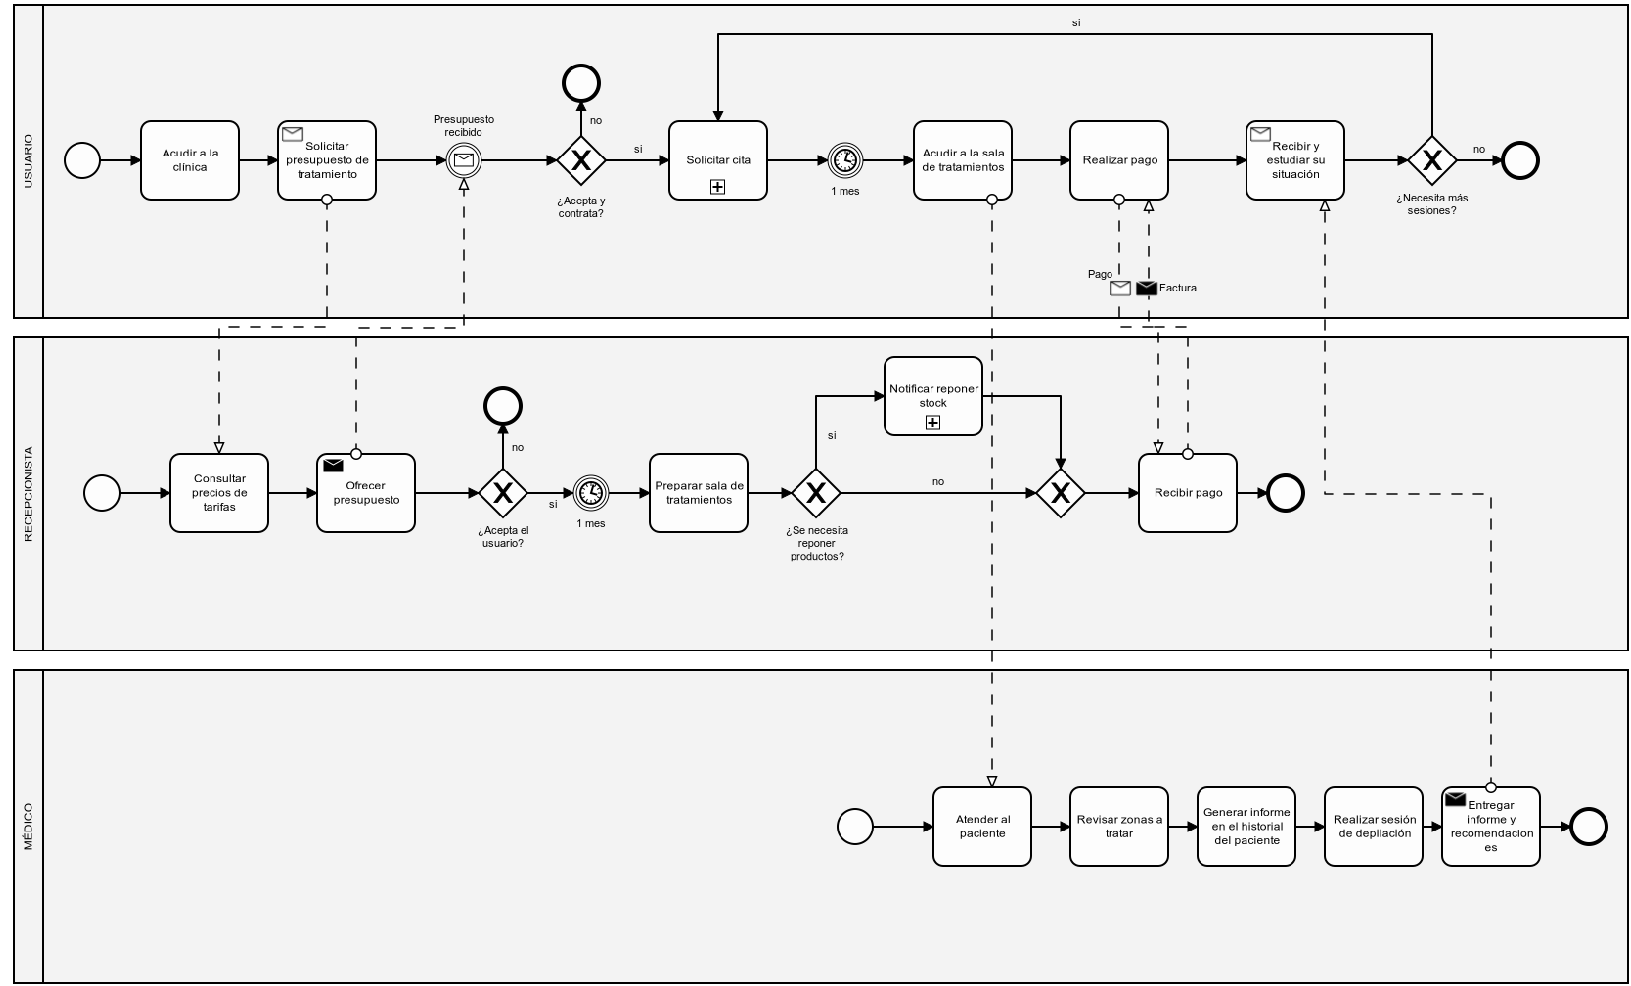 si
USUARIO
Acudir a la
clínica
Solicitar
presupuesto de
tratamiento
Presupuesto
recibido
no
¿Acepta y
contrata?
si
Solicitar cita
1 mes
Acudir a la sala
de tratamientos
Realizar pago
Recibir y
estudiar su
situación
no
¿Necesita más
sesiones?
Pago
Factura
RECEPCIONISTA
Consultar
precios de
tarifas
Ofrecer
presupuesto
no
¿Acepta el
usuario?
si
1 mes
Preparar sala de
tratamientos
¿Se necesita
reponer
productos?
si
Notificar reponer
stock
no
Recibir pago
MÉDICO
Atender al
paciente
Revisar zonas a
tratar
Generar informe
en el historial
del paciente
Realizar sesión
de depilación
Entregar
informe y
recomendacion
es